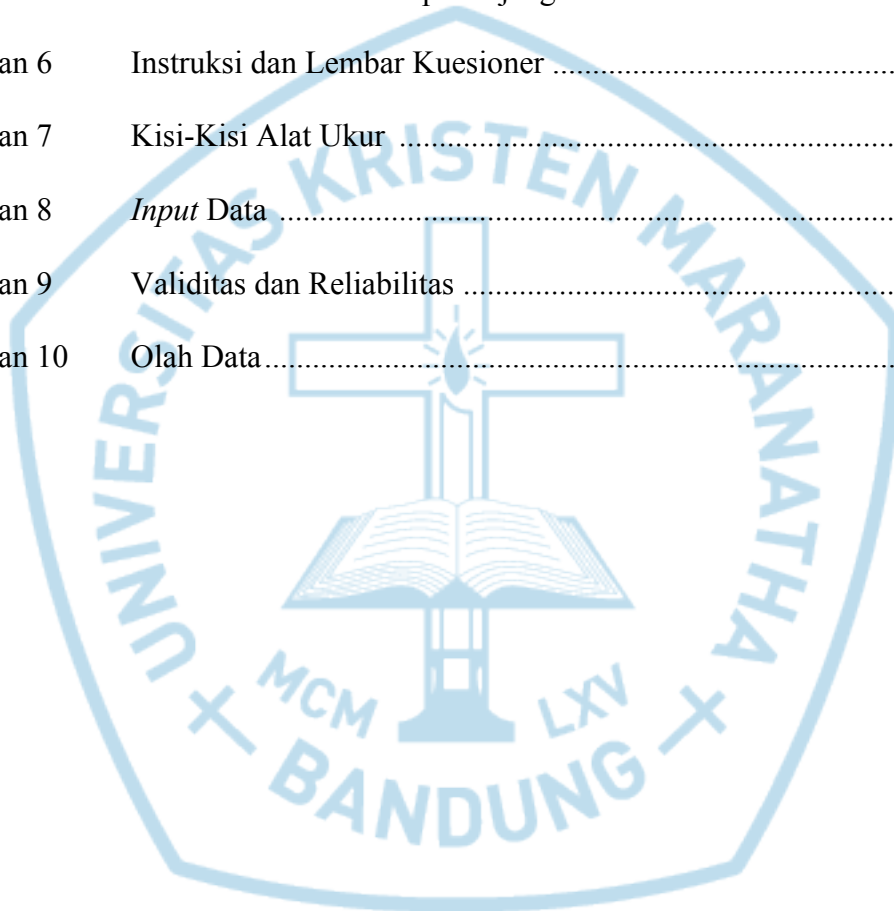 an 6 Instruksi dan Lembar Kuesioner ...........................................
an 7 Kisi-Kisi Alat Ukur ..............................................................
an 8 Input Data .............................................................................
an 9 Validitas dan Reliabilitas ......................................................
an 10 Olah Data...............................................................................
UNIVERSITAS KRISTEN MARANATHA
MCM LXV
BANDUNG